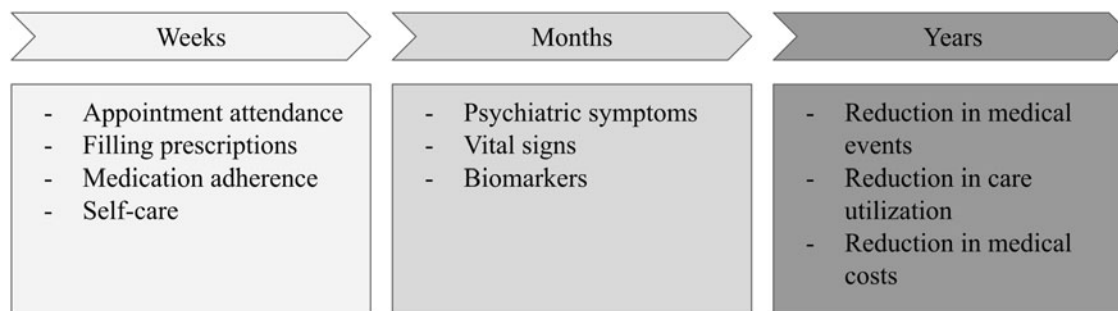 Weeks
Months
Years
- Appointment attendance
- Filling prescriptions
- Medication adherence
- Self-care
- Psychiatric symptoms
- Vital signs
- Biomarkers
- Reduction in medical
events
- Reduction in care
utilization
- Reduction in medical
costs